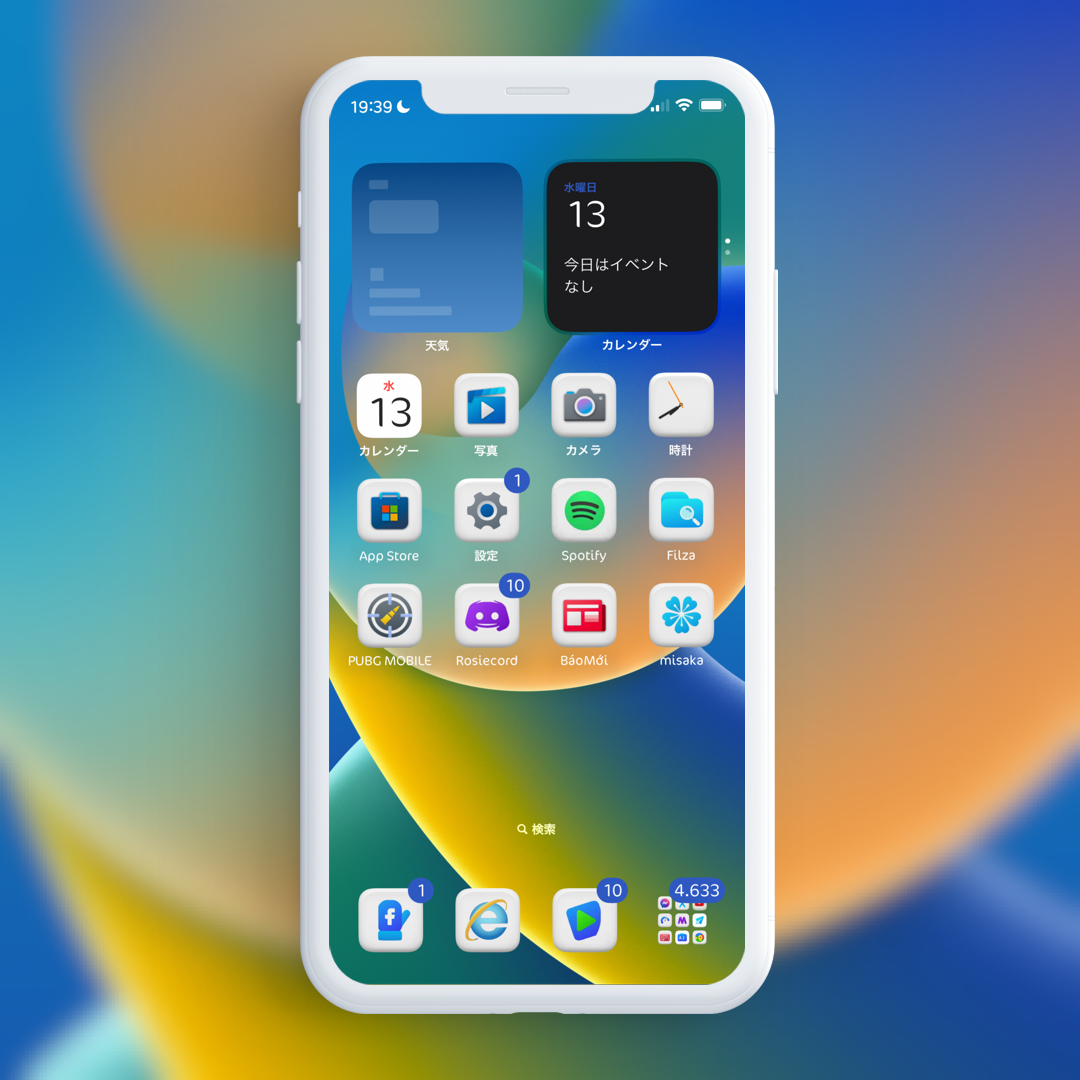 19:39
水曜日
13
今日はイベント
なし
天気
カレンダー
水
13
カレンダー
写真
カメラ
時計
1
App Store
設定
Spotify
Filza
10
PUBG MOBILE
Rosiecord
BáoMới
misaka
検索
1
10
4.633